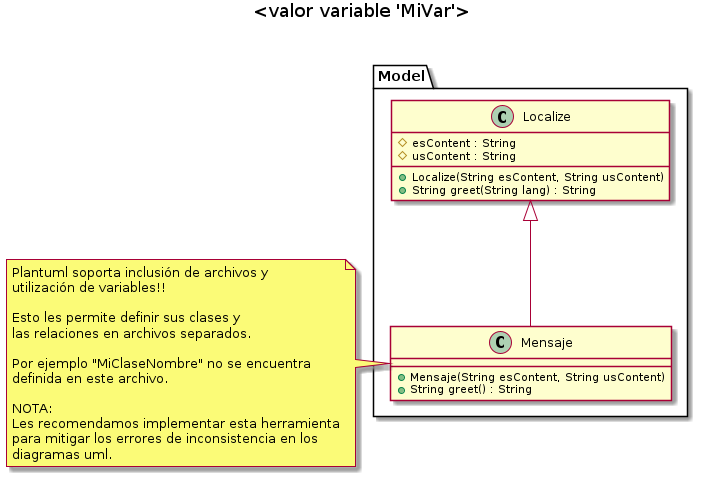 <valor variable 'MiVar'>
Model
C Localize
esContent : String
usContent : String
Localize(String esContent, String usContent)
String greet(String lang) : String
Plantuml soporta inclusión de archivos y
utilización de variables!!
Esto les permite definir sus clases y
las relaciones en archivos separados.
Por ejemplo "MiClaseNombre" no se encuentra
definida en este archivo.
NOTA:
Les recomendamos implementar esta herramienta
para mitigar los errores de inconsistencia en los
diagramas uml.
C Mensaje
Mensaje(String esContent, String usContent)
String greet() : String